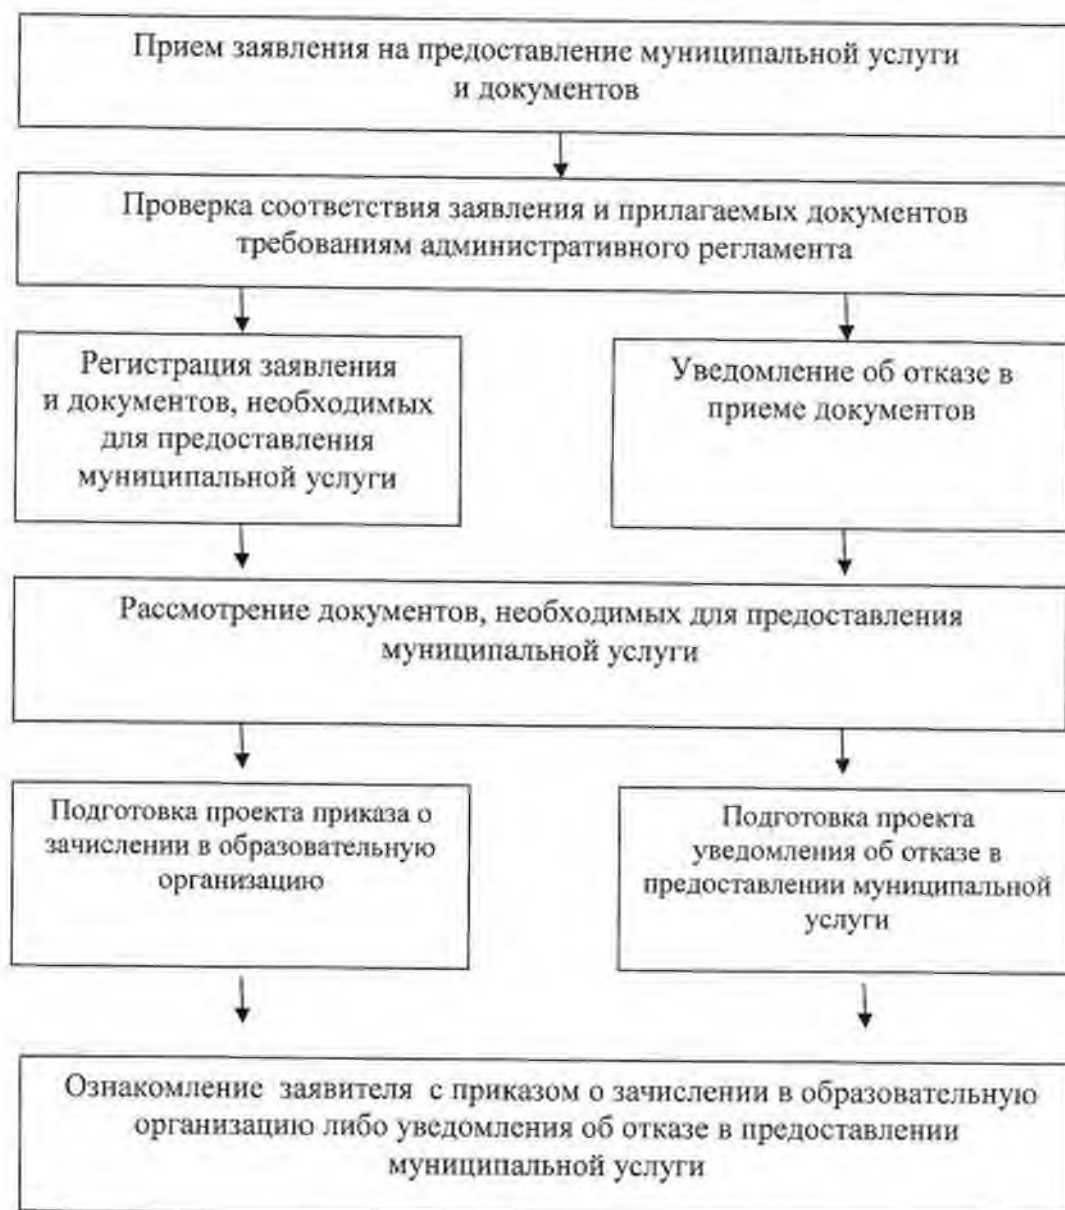 Прием заявления на предоставление муниципальной услуги
и документов
Проверка соответствия заявления и прилагаемых документов
требованиям административного регламента
Регистрация заявления
и документов, необходимых
для предоставления
муниципальной услуги
Уведомление об отказе в
приеме документов
Рассмотрение документов, необходимых для предоставления
муниципальной услуги
Подготовка проекта приказа о
зачислении в образовательную
организацию
Подготовка проекта
уведомления об отказе в
предоставлении муниципальной
услуги
Ознакомление заявителя с приказом о зачислении в образовательную
организацию либо уведомления об отказе в предоставлении
муниципальной услуги